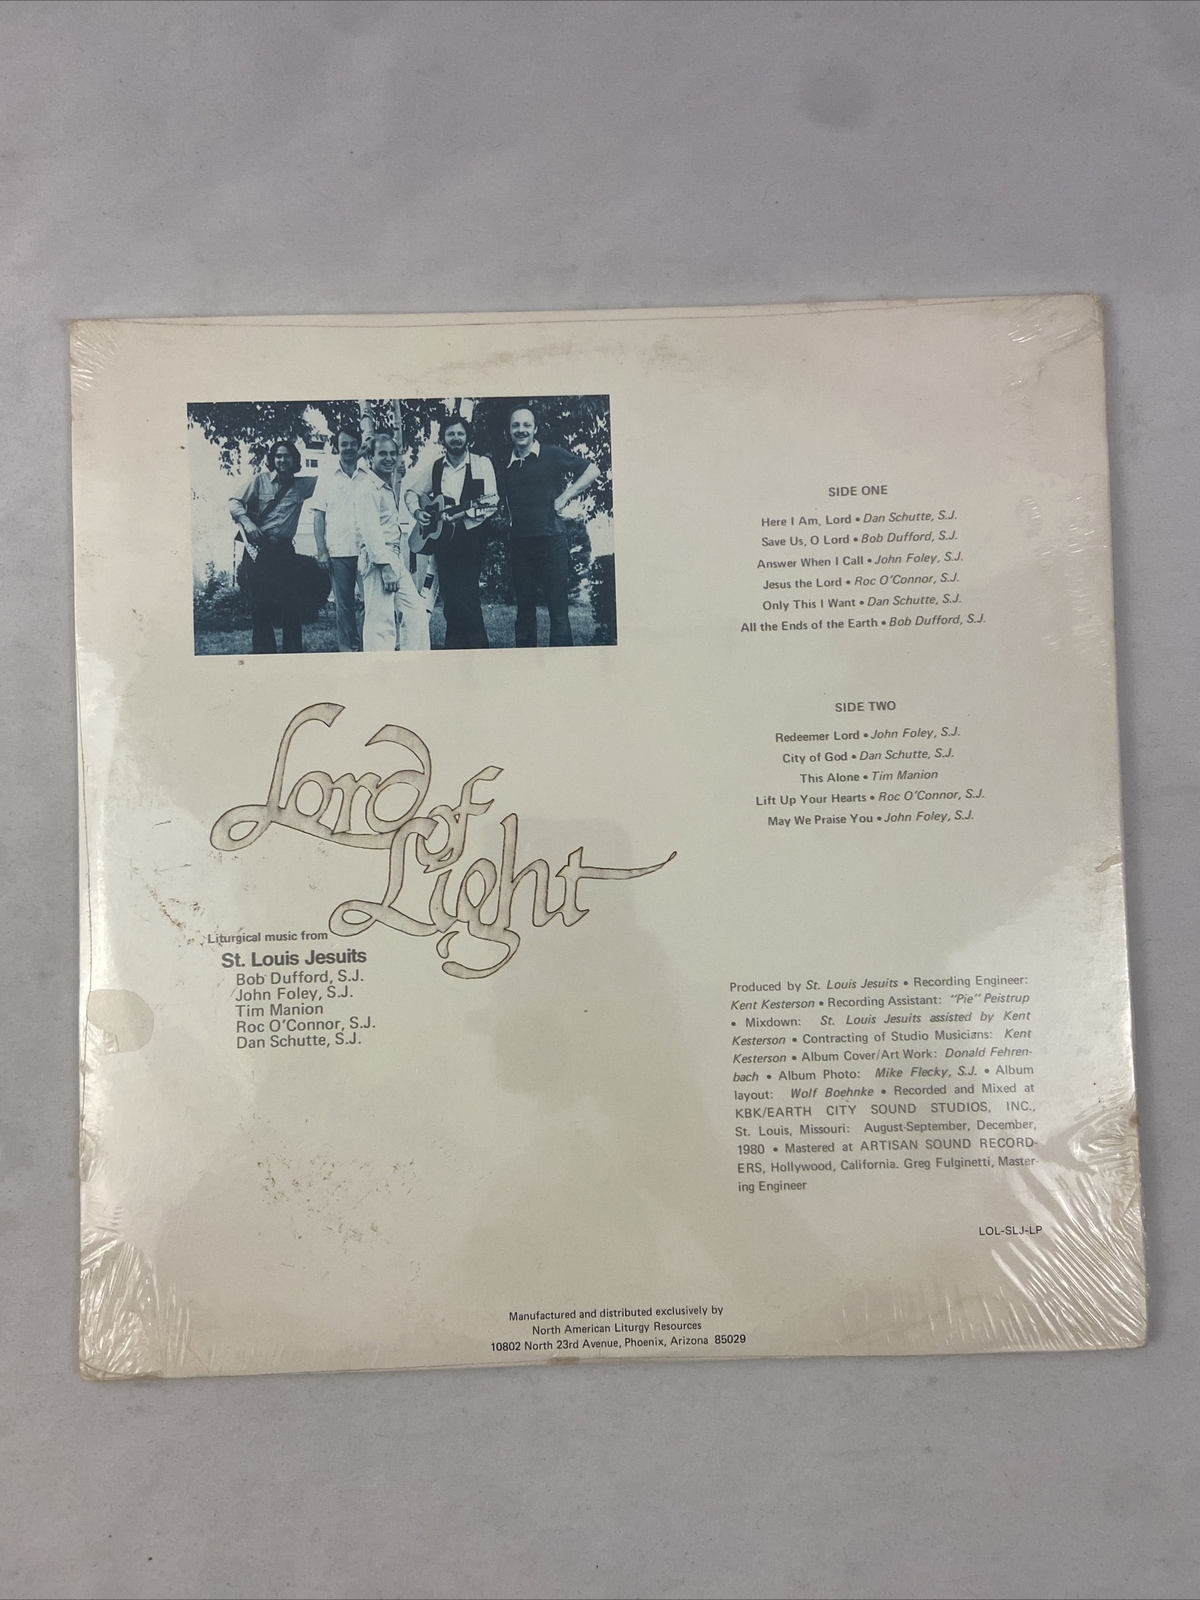 SIDE ONE
Here I Am, Lord • Dan Schutte, S.J.
Save Us, O Lord • Bob Dufford, S.J.
Answer When I Call • John Foley, S.J.
Jesus the Lord • Roc O'Connor, S.J.
Only This I Want • Dan Schutte, S.J.
All the Ends of the Earth • Bob Dufford, S.J.
SIDE TWO
Redeemer Lord • John Foley, S.J.
City of God • Dan Schutte, S.J.
This Alone • Tim Manion
Lift Up Your Hearts • Roc O'Connor, S.J.
May We Praise You • John Foley, S.J.
Lord of
Light
Liturgical music from
St. Louis Jesuits
Bob Dufford, S.J.
John Foley, S.J.
Tim Manion
Roc O'Connor, S.J.
Dan Schutte, S.J.
Produced by St. Louis Jesuits • Recording Engineer:
Kent Kesterson • Recording Assistant: "Pie" Peistrup
• Mixdown: St. Louis Jesuits assisted by Kent
Kesterson • Contracting of Studio Musicians: Kent
Kesterson • Album Cover/Art Work: Donald Fehren-
bach • Album Photo: Mike Flecky, S.J. • Album
layout: Wolf Boehnke • Recorded and Mixed at
KBK/EARTH CITY SOUND STUDIOS, INC.,
St. Louis, Missouri: August-September, December,
1980 • Mastered at ARTISAN SOUND RECORD-
ERS, Hollywood, California. Greg Fulginetti, Master-
ing Engineer
LOL-SLJ-LP
Manufactured and distributed exclusively by
North American Liturgy Resources
10802 North 23rd Avenue, Phoenix, Arizona 85029